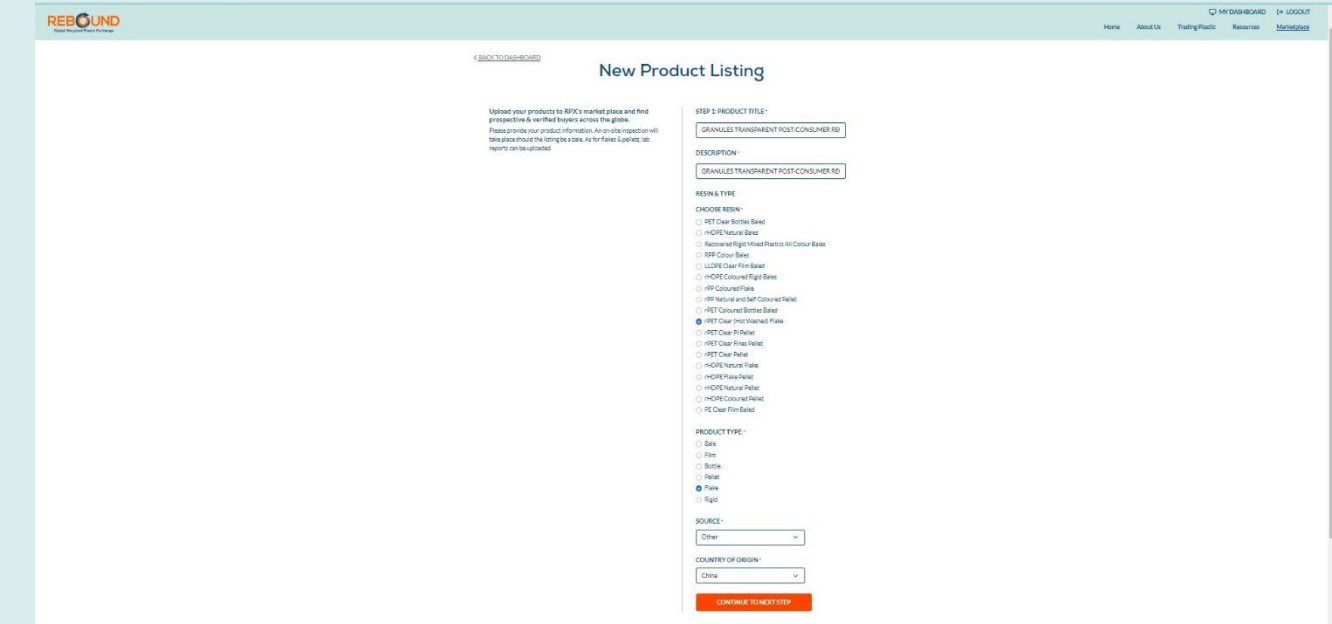 REBOUND
Global Recycled Plastic Exchange
MY DASHBOARD
LOGOUT
Home
About Us
Trading Plastic
Resources
Marketplace
< BACK TO DASHBOARD
New Product Listing
Upload your products to RPX's market place and find
prospective & verified buyers across the globe.
Please provide your product information. An on-site inspection will
take place should the listing be a bale. As for flakes & pellets, lab
reports can be uploaded.
STEP 1: PRODUCT TITLE*
GRANULES TRANSPARENT POST-CONSUMER RE
DESCRIPTION*
GRANULES TRANSPARENT POST-CONSUMER RE
RESIN & TYPE
CHOOSE RESIN*
PET Clear Bottles Baled
rHDPE Natural Bales
Recovered Rigid Mixed Plastics All Colour Bales
RPP Colour Bales
LLDPE Clear Film Baled
rHDPE Coloured Rigid Bales
rPP Coloured Flake
rPP Natural and Self Coloured Pellet
rPET Coloured Bottles Baled
rPET Clear (Hot Washed) Flake
rPET Clear PI Pellet
rPET Clear Fines Pellet
rPET Clear Pellet
rHDPE Natural Flake
rHDPE Flake Pellet
rHDPE Natural Pellet
rHDPE Coloured Pellet
PE Clear Film Baled
PRODUCT TYPE:*
Bale
Film
Bottle
Pellet
Flake
Rigid
SOURCE*
Other
COUNTRY OF ORIGIN*
China
CONTINUE TO NEXT STEP